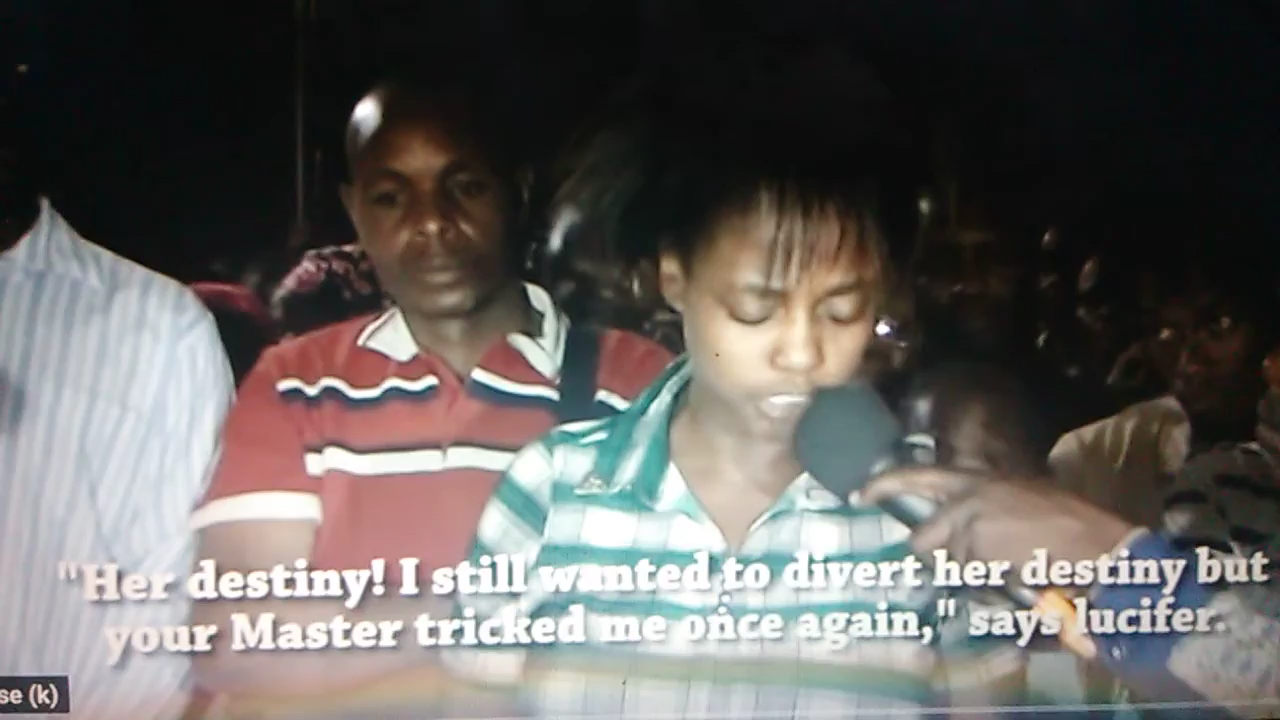 "Her destiny! I still wanted to divert her destiny but
your Master tricked me once again," says lucifer.
se (k)